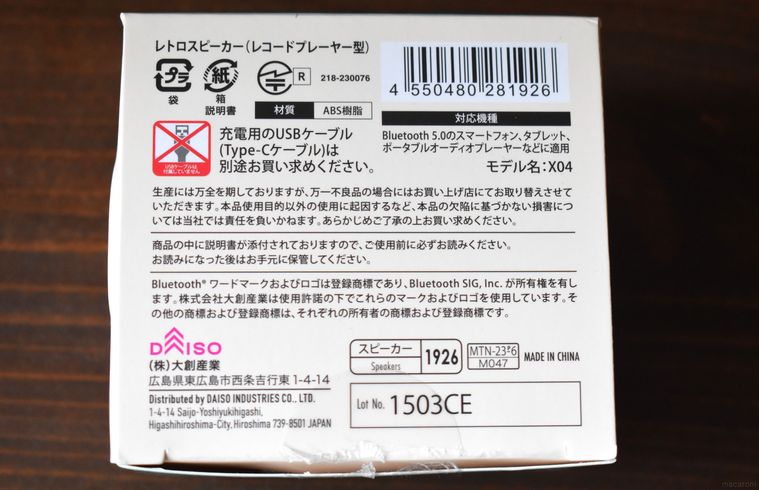 レトロスピーカー（レコードプレーヤー型）
プラ
袋
紙
箱
説明書
R 218-230076
材質 ABS樹脂
4 550480 281926
対応機種
Bluetooth 5.0のスマートフォン、タブレット、
ポータブルオーディオプレーヤーなどに適用
モデル名：X04
USBケーブルは
付属していません
充電用のUSBケーブル
(Type-Cケーブル)は
別途お買い求めください。
生産には万全を期しておりますが、万一不良品の場合にはお買い上げ店にてお取り替えさせて
いただきます。本品使用目的以外の使用に起因するなど、本品の欠陥に基づかない損害につ
いては当社では責任を負いかねます。あらかじめご了承の上お買い求めください。
商品の中に説明書が添付されておりますので、ご使用前に必ずお読みください。
お読みになった後はお手元に保管してください。
Bluetooth® ワードマークおよびロゴは登録商標であり、Bluetooth SIG, Inc. が所有権を有し
ます。株式会社大創産業は使用許諾の下でこれらのマークおよびロゴを使用しています。そ
の他の商標および登録商標は、それぞれの所有者の商標および登録商標です。
DAISO
(株)大創産業
広島県東広島市西条吉行東 1-4-14
Distributed by DAISO INDUSTRIES CO., LTD.
1-4-14 Saijo-Yoshiyukihigashi,
Higashihiroshima-City, Hiroshima 739-8501 JAPAN
スピーカー
Speakers
1926
M047
MADE IN CHINA
Lot No. 1503CE
macaroni